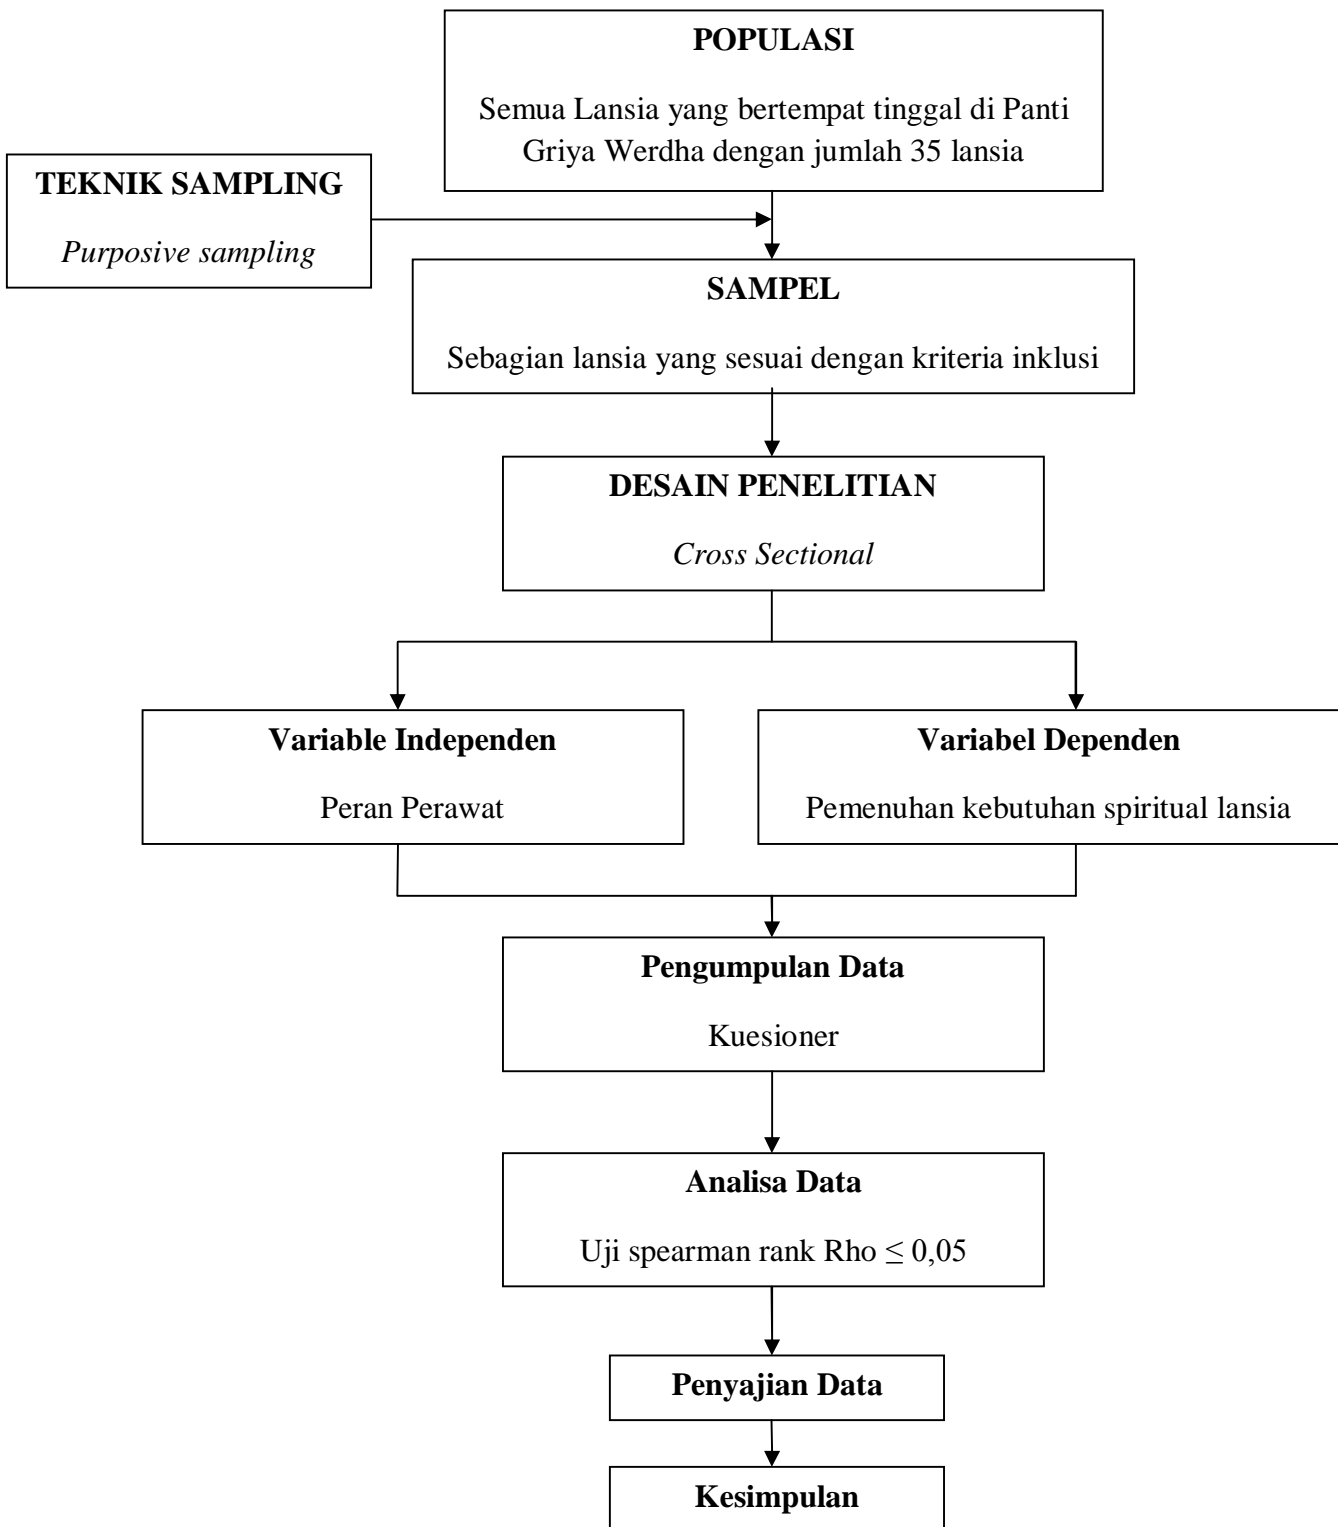 POPULASI
Semua Lansia yang bertempat tinggal di Panti
Griya Werdha dengan jumlah 35 lansia
TEKNIK SAMPLING
Purposive sampling
SAMPEL
Sebagian lansia yang sesuai dengan kriteria inklusi
DESAIN PENELITIAN
Cross Sectional
Variable Independen
Peran Perawat
Variabel Dependen
Pemenuhan kebutuhan spiritual lansia
Pengumpulan Data
Kuesioner
Analisa Data
Uji spearman rank Rho ≤ 0,05
Penyajian Data
Kesimpulan